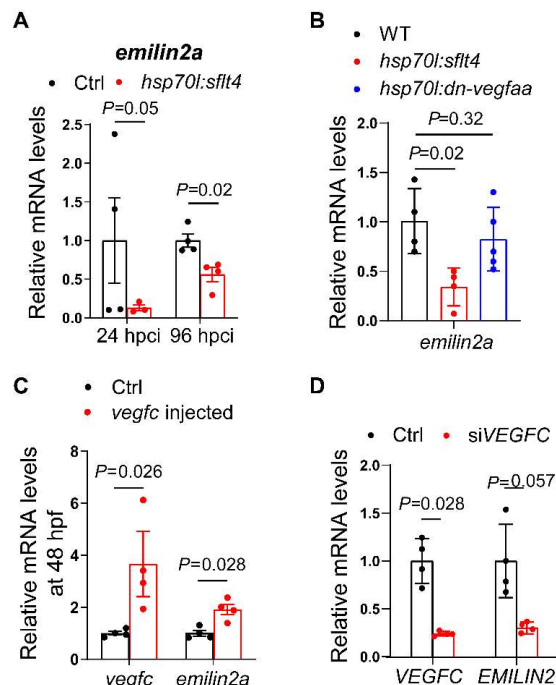 A
emilin2a
Ctrl hsp70l:sflt4
P=0.05
P=0.02
Relative mRNA levels
2.5
2.0
1.5
1.0
0.5
0.0
24 hpci 96 hpci
B
WT
hsp70l:sflt4
hsp70l:dn-vegfaa
P=0.32
P=0.02
Relative mRNA levels
2.0
1.5
1.0
0.5
0.0
emilin2a
C
Ctrl
vegfc injected
P=0.026
P=0.028
Relative mRNA levels
at 48 hpf
8
6
4
2
0
vegfc emilin2a
D
Ctrl siVEGFC
P=0.028
P=0.057
Relative mRNA levels
2.0
1.5
1.0
0.5
0.0
VEGFC EMILIN2